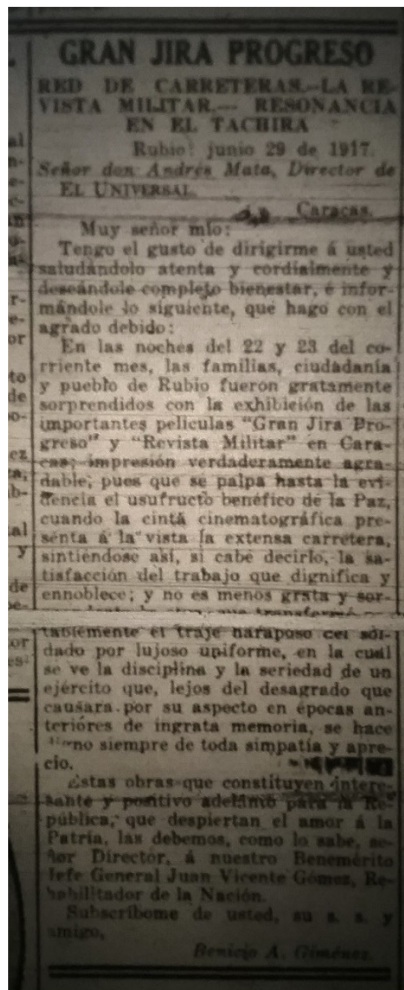 GRAN JIRA PROGRESO
RED DE CARRETERAS.—LA RE-
VISTA MILITAR.— RESONANCIA
EN EL TACHIRA
Rubio: junio 29 de 1917.
Señor don Andrés Mata, Director de
EL UNIVERSAL.
Caracas.
Muy señor mío:
Tengo el gusto de dirigirme á usted
saludándolo atenta y cordialmente y
deseándole completo bienestar, é infor-
mándole lo siguiente, que hago con el
agrado debido:
En las noches del 22 y 23 del co-
rriente mes, las familias, ciudadanía
y pueblo de Rubio fueron gratamente
sorprendidos con la exhibición de las
importantes películas "Gran Jira Pro-
greso" y "Revista Militar" en Cara-
cas; impresión verdaderamente agra-
dable, pues que se palpa hasta la evi-
dencia el usufructo benéfico de la Paz,
cuando la cinta cinematográfica pre-
senta á la vista la extensa carretera,
sintiéndose así, si cabe decirlo, la sa-
tisfacción del trabajo que dignifica y
ennoblece; y no es menos grata y sor-
que transformó
tablemente el traje haraposo del sol-
dado por lujoso uniforme, en la cual
se ve la disciplina y la seriedad de un
ejército que, lejos del desagrado que
causara por su aspecto en épocas an-
terióres de ingrata memoria, se hace
siempre de toda simpatía y apre-
cio.
Estas obras que constituyen intere-
sante y positivo adelanto para la Re-
pública, que despiertan el amor á la
Patria, las debemos, como lo sabe, se-
ñor Director, á nuestro Benemérito
Jefe General Juan Vicente Gómez, Re-
habilitador de la Nación.
Subscríbome de usted, su s. s. y
amigo,
Benicio A. Giménez.